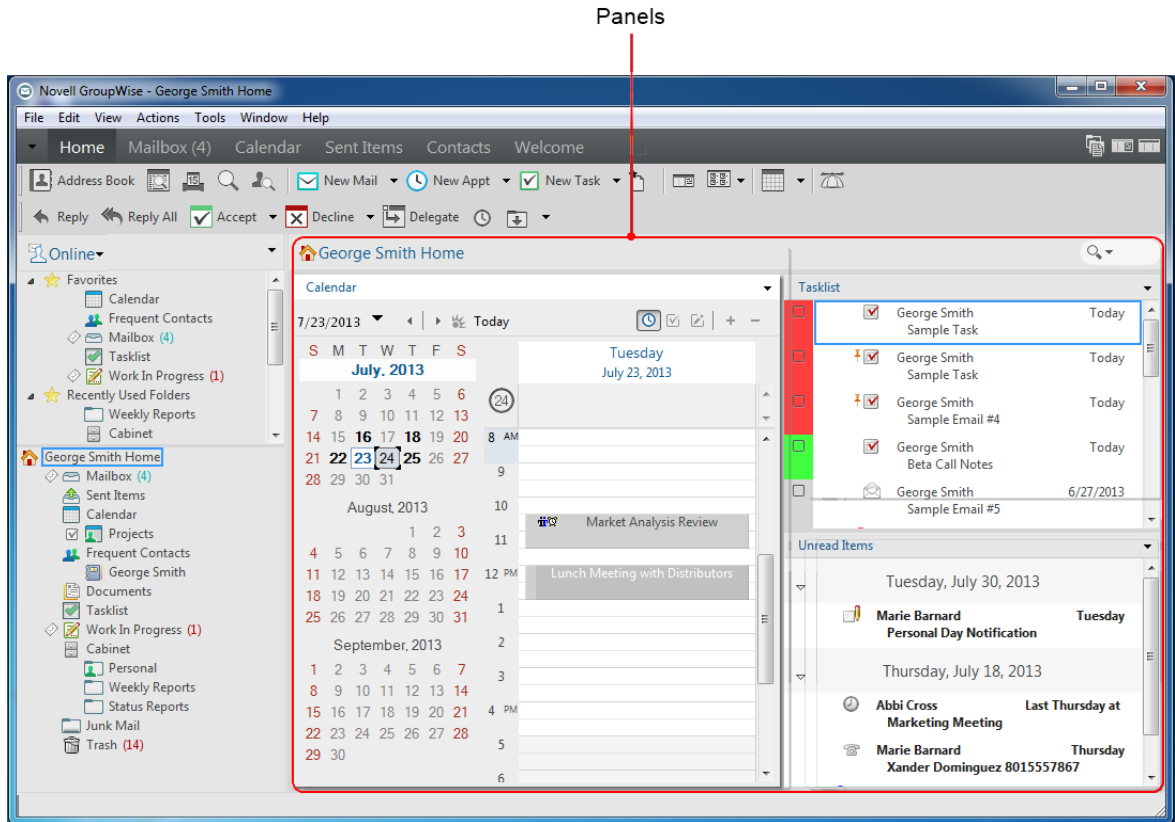 Panels
Novell GroupWise - George Smith Home
File Edit View Actions Tools Window Help
Home Mailbox (4) Calendar Sent Items Contacts Welcome
Address Book 15 New Mail New Appt New Task
Reply Reply All Accept Decline Delegate
Online
Favorites
Calendar
Frequent Contacts
Mailbox (4)
Tasklist
Work In Progress (1)
Recently Used Folders
Weekly Reports
Cabinet
George Smith Home
Mailbox (4)
Sent Items
Calendar
Projects
Frequent Contacts
George Smith
Documents
Tasklist
Work In Progress (1)
Cabinet
Personal
Weekly Reports
Status Reports
Junk Mail
Trash (14)
George Smith Home
Calendar
7/23/2013 Today
S M T W T F S
July, 2013
1 2 3 4 5 6
7 8 9 10 11 12 13
14 15 16 17 18 19 20
21 22 23 24 25 26 27
28 29 30 31
August, 2013
1 2 3
4 5 6 7 8 9 10
11 12 13 14 15 16 17
18 19 20 21 22 23 24
25 26 27 28 29 30 31
September, 2013
1 2 3 4 5 6 7
8 9 10 11 12 13 14
15 16 17 18 19 20 21
22 23 24 25 26 27 28
29 30
Tuesday
July 23, 2013
24
8 AM
9
10
Market Analysis Review
11
12 PM Lunch Meeting with Distributors
1
2
3
4 PM
5
6
Tasklist
George Smith Today
Sample Task
George Smith Today
Sample Task
George Smith Today
Sample Email #4
George Smith Today
Beta Call Notes
George Smith 6/27/2013
Sample Email #5
Unread Items
Tuesday, July 30, 2013
Marie Barnard Tuesday
Personal Day Notification
Thursday, July 18, 2013
Abbi Cross Last Thursday at
Marketing Meeting
Marie Barnard Thursday
Xander Dominguez 8015557867